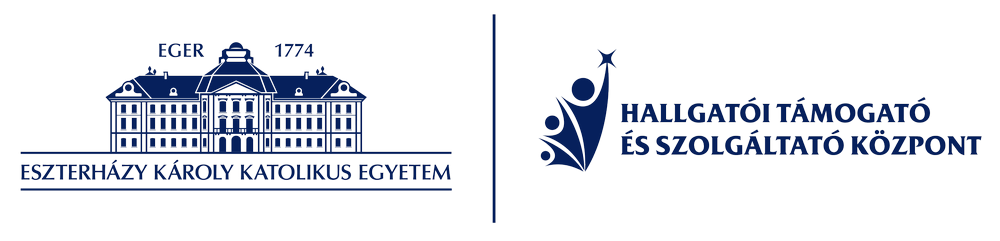 EGER 1774
ESZTERHÁZY KÁROLY KATOLIKUS EGYETEM
HALLGATÓI TÁMOGATÓ
ÉS SZOLGÁLTATÓ KÖZPONT